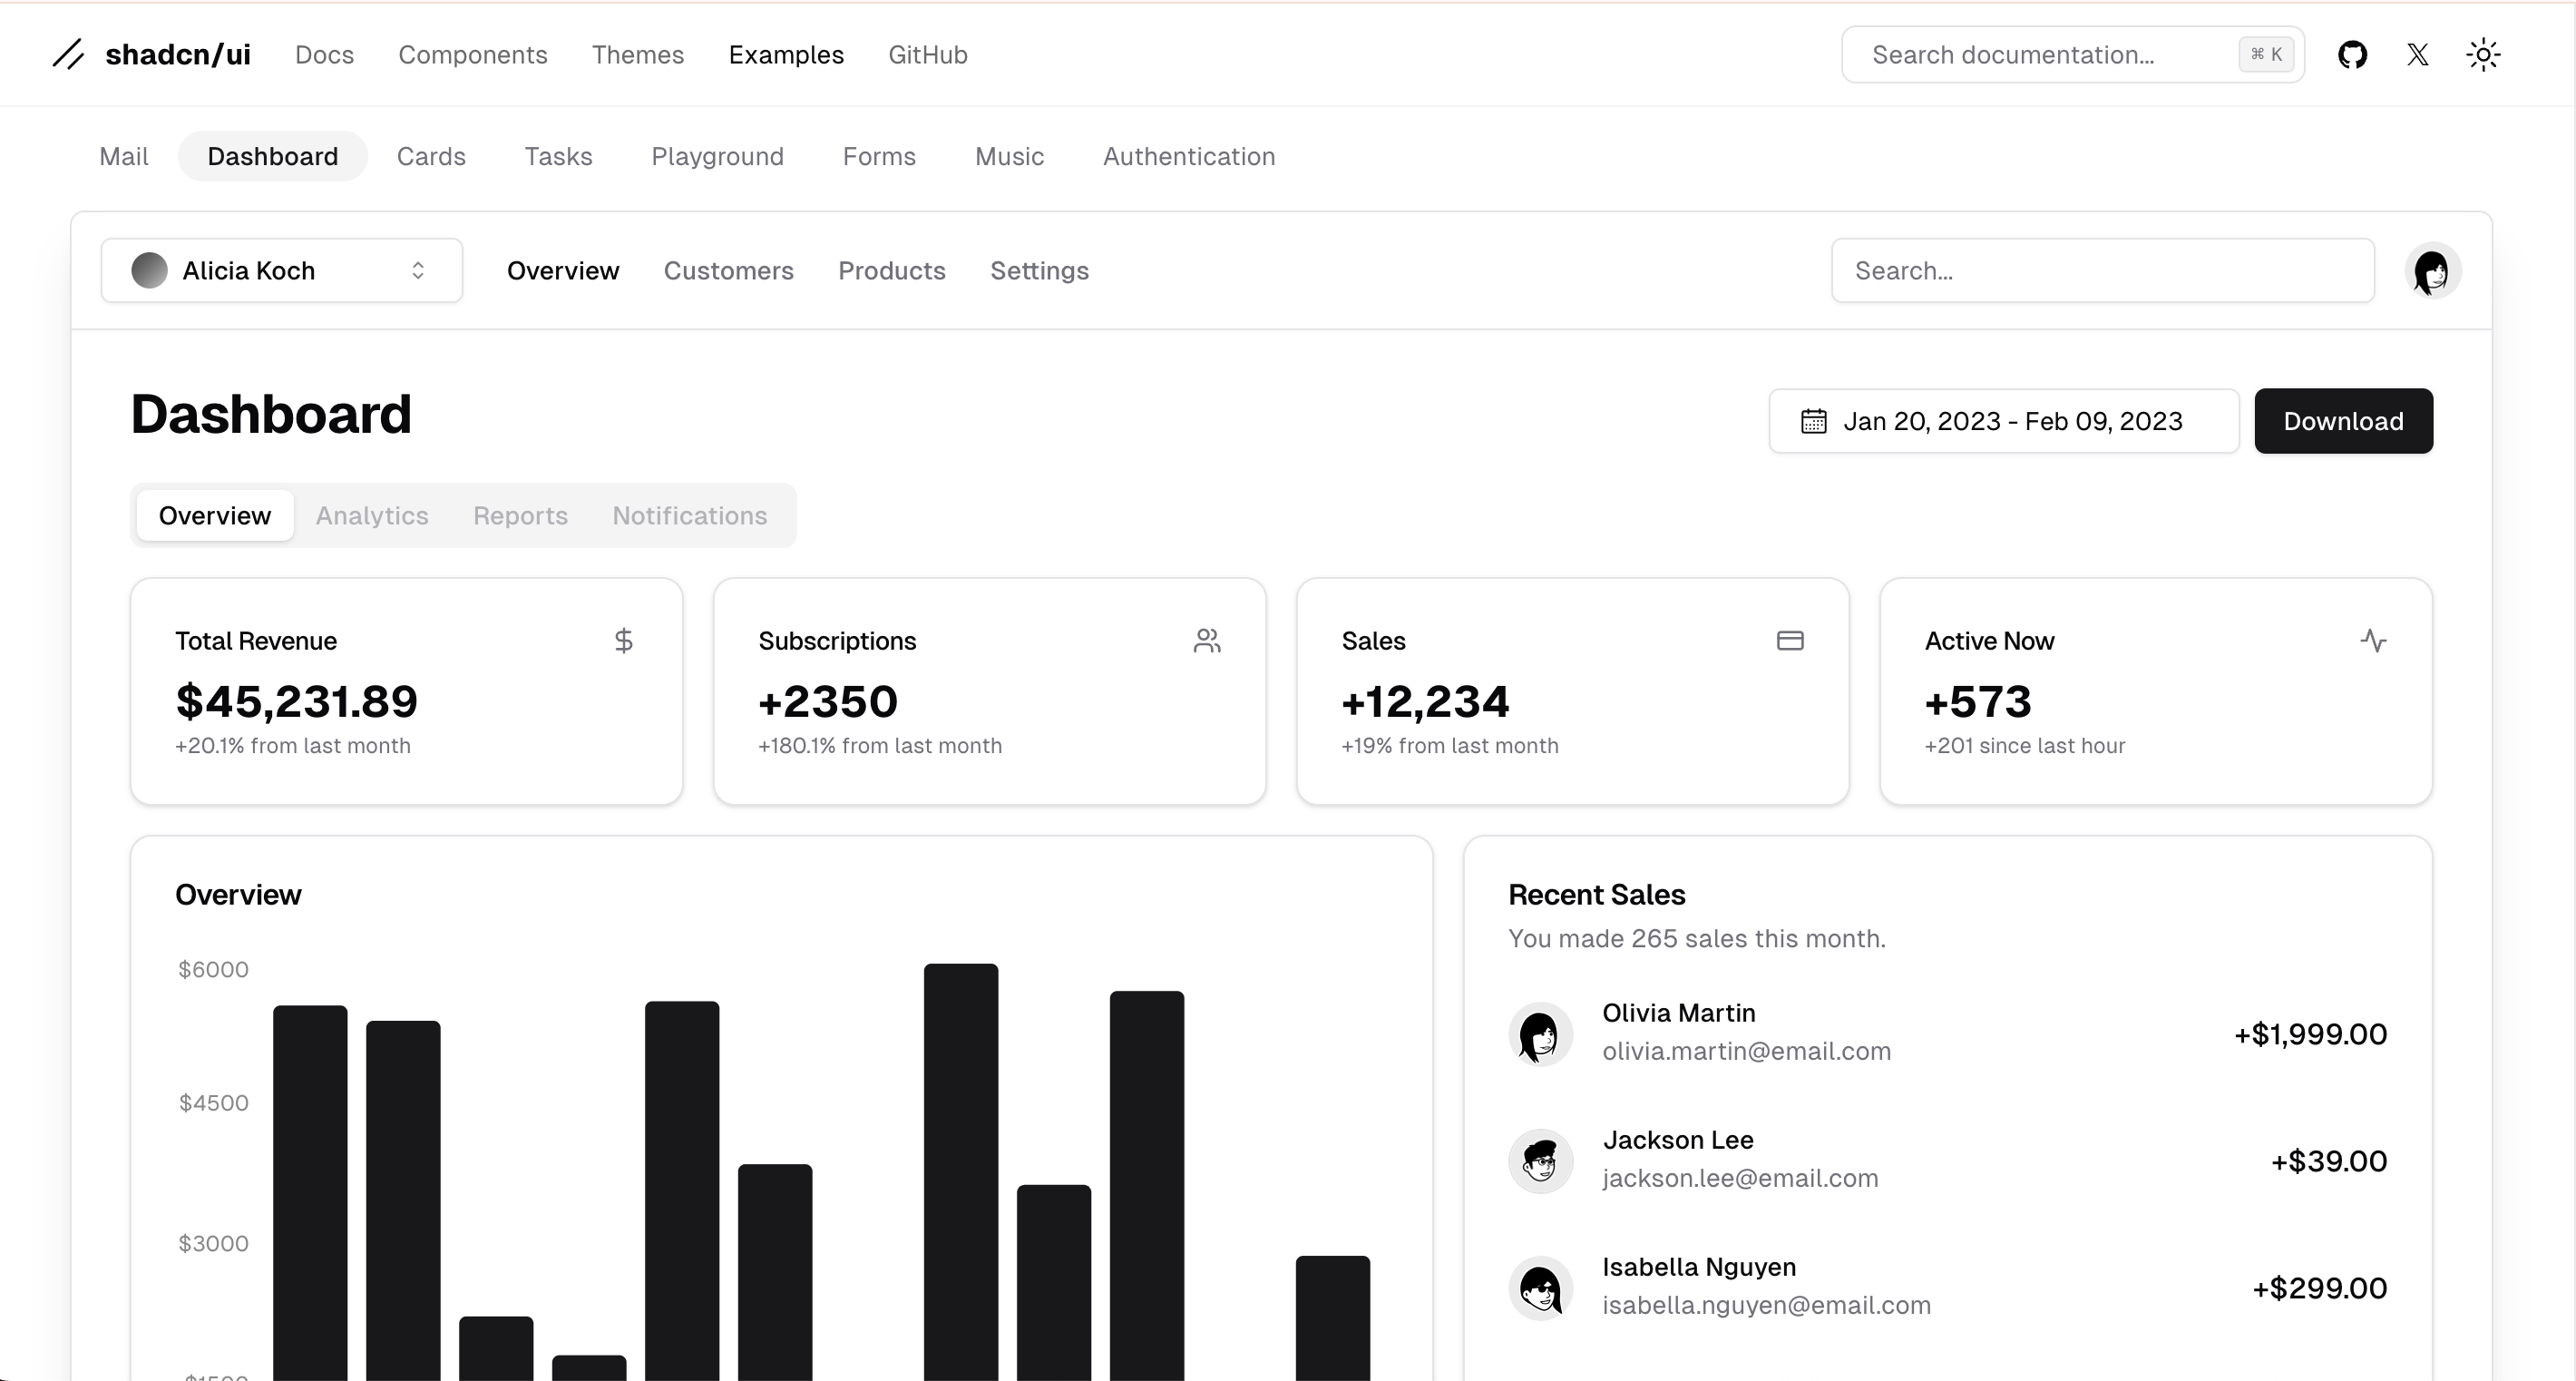 shadcn/ui Docs Components Themes Examples GitHub Search documentation... ⌘ K
Mail Dashboard Cards Tasks Playground Forms Music Authentication
Alicia Koch Overview Customers Products Settings Search...
Dashboard Jan 20, 2023 - Feb 09, 2023 Download
Overview Analytics Reports Notifications
Total Revenue
$45,231.89
+20.1% from last month
Subscriptions
+2350
+180.1% from last month
Sales
+12,234
+19% from last month
Active Now
+573
+201 since last hour
Overview
$6000
$4500
$3000
Recent Sales
You made 265 sales this month.
Olivia Martin
olivia.martin@email.com
+$1,999.00
Jackson Lee
jackson.lee@email.com
+$39.00
Isabella Nguyen
isabella.nguyen@email.com
+$299.00